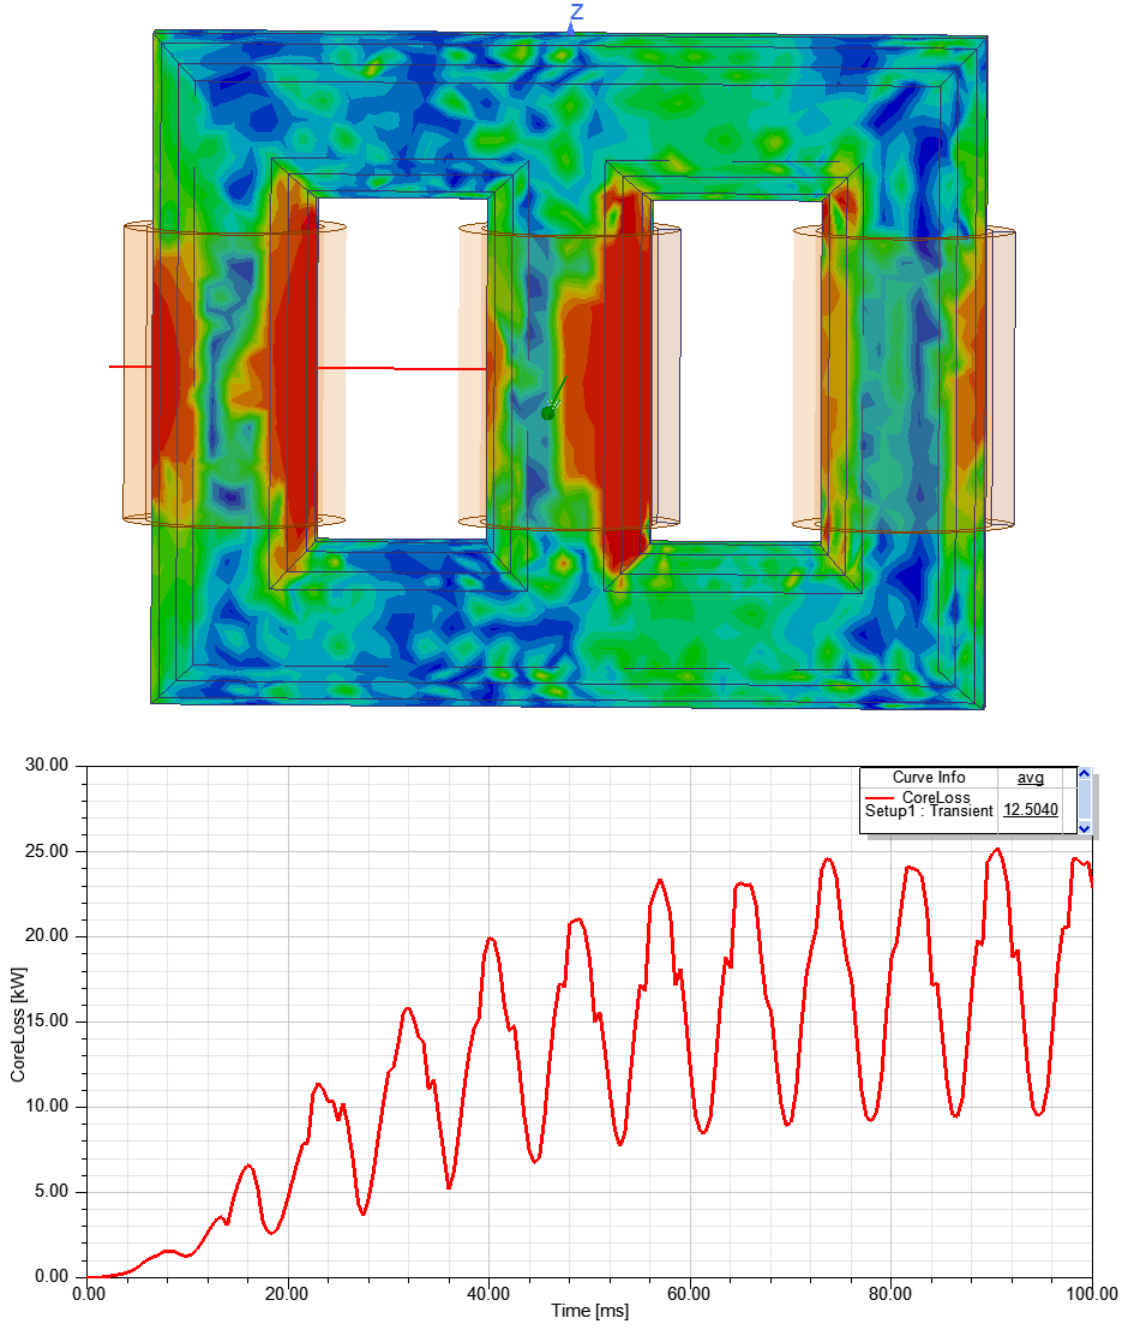 Z
30.00
25.00
20.00
15.00
10.00
5.00
0.00
CoreLoss [kW]
Curve Info avg
CoreLoss
Setup1 : Transient 12.5040
0.00 20.00 40.00 60.00 80.00 100.00
Time [ms]